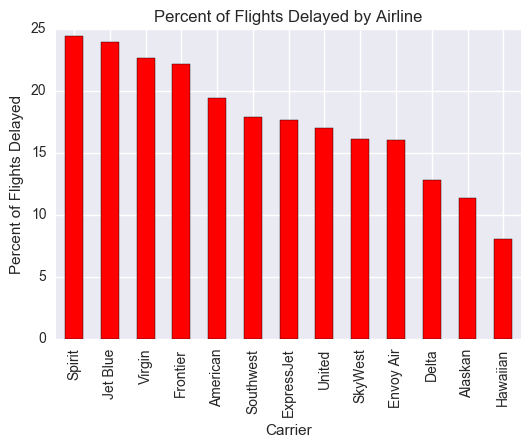 Percent of Flights Delayed by Airline
Percent of Flights Delayed
25
20
15
10
5
0
Spirit
Jet Blue
Virgin
Frontier
American
Southwest
ExpressJet
United
SkyWest
Envoy Air
Delta
Alaskan
Hawaiian
Carrier